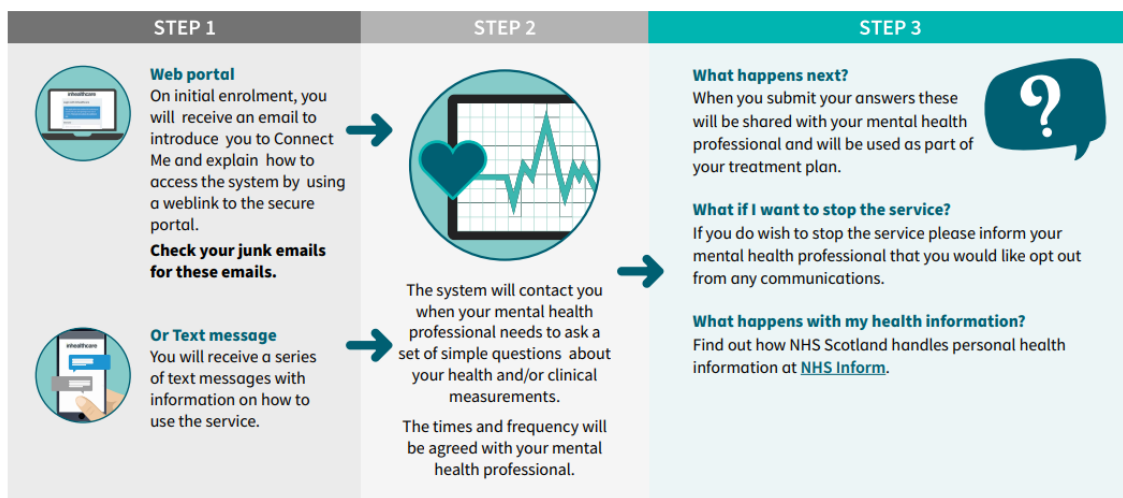 STEP 1
inhealthcare
Web portal
On initial enrolment, you
will receive an email to
introduce you to Connect
Me and explain how to
access the system by using
a weblink to the secure
portal.
Check your junk emails
for these emails.
inhealthcare
Or Text message
You will receive a series
of text messages with
information on how to
use the service.
STEP 2
The system will contact you
when your mental health
professional needs to ask a
set of simple questions about
your health and/or clinical
measurements.
The times and frequency will
be agreed with your mental
health professional.
STEP 3
What happens next?
When you submit your answers these
will be shared with your mental health
professional and will be used as part of
your treatment plan.
?
What if I want to stop the service?
If you do wish to stop the service please inform your
mental health professional that you would like opt out
from any communications.
What happens with my health information?
Find out how NHS Scotland handles personal health
information at NHS Inform.